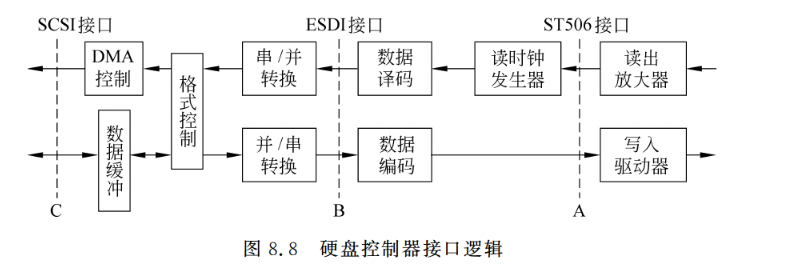 SCSI接口
ESDI接口
ST506接口
DMA
控制
格式控制
串/并
转换
数据
译码
读时钟
发生器
读出
放大器
数据缓冲
并/串
转换
数据
编码
写入
驱动器
C
B
A
图 8.8 硬盘控制器接口逻辑